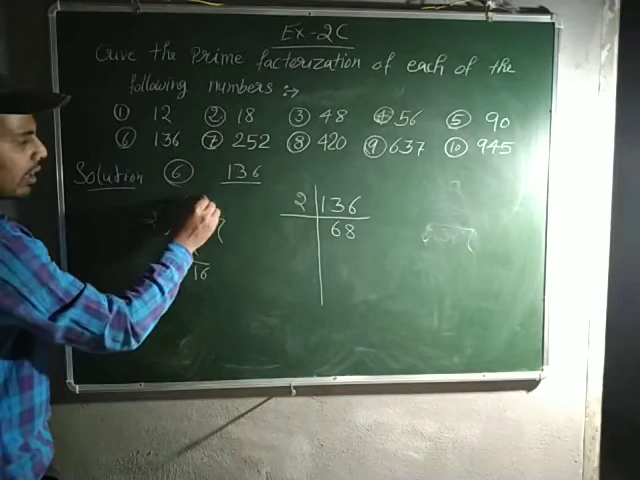 Ex-2C
Give the Prime factorization of each of the
following numbers :→
① 12 ② 18 ③ 48 ④ 56 ⑤ 90
⑥ 136 ⑦ 252 ⑧ 420 ⑨ 637 ⑩ 945
Solution ⑥ 136
2 | 136
68
16